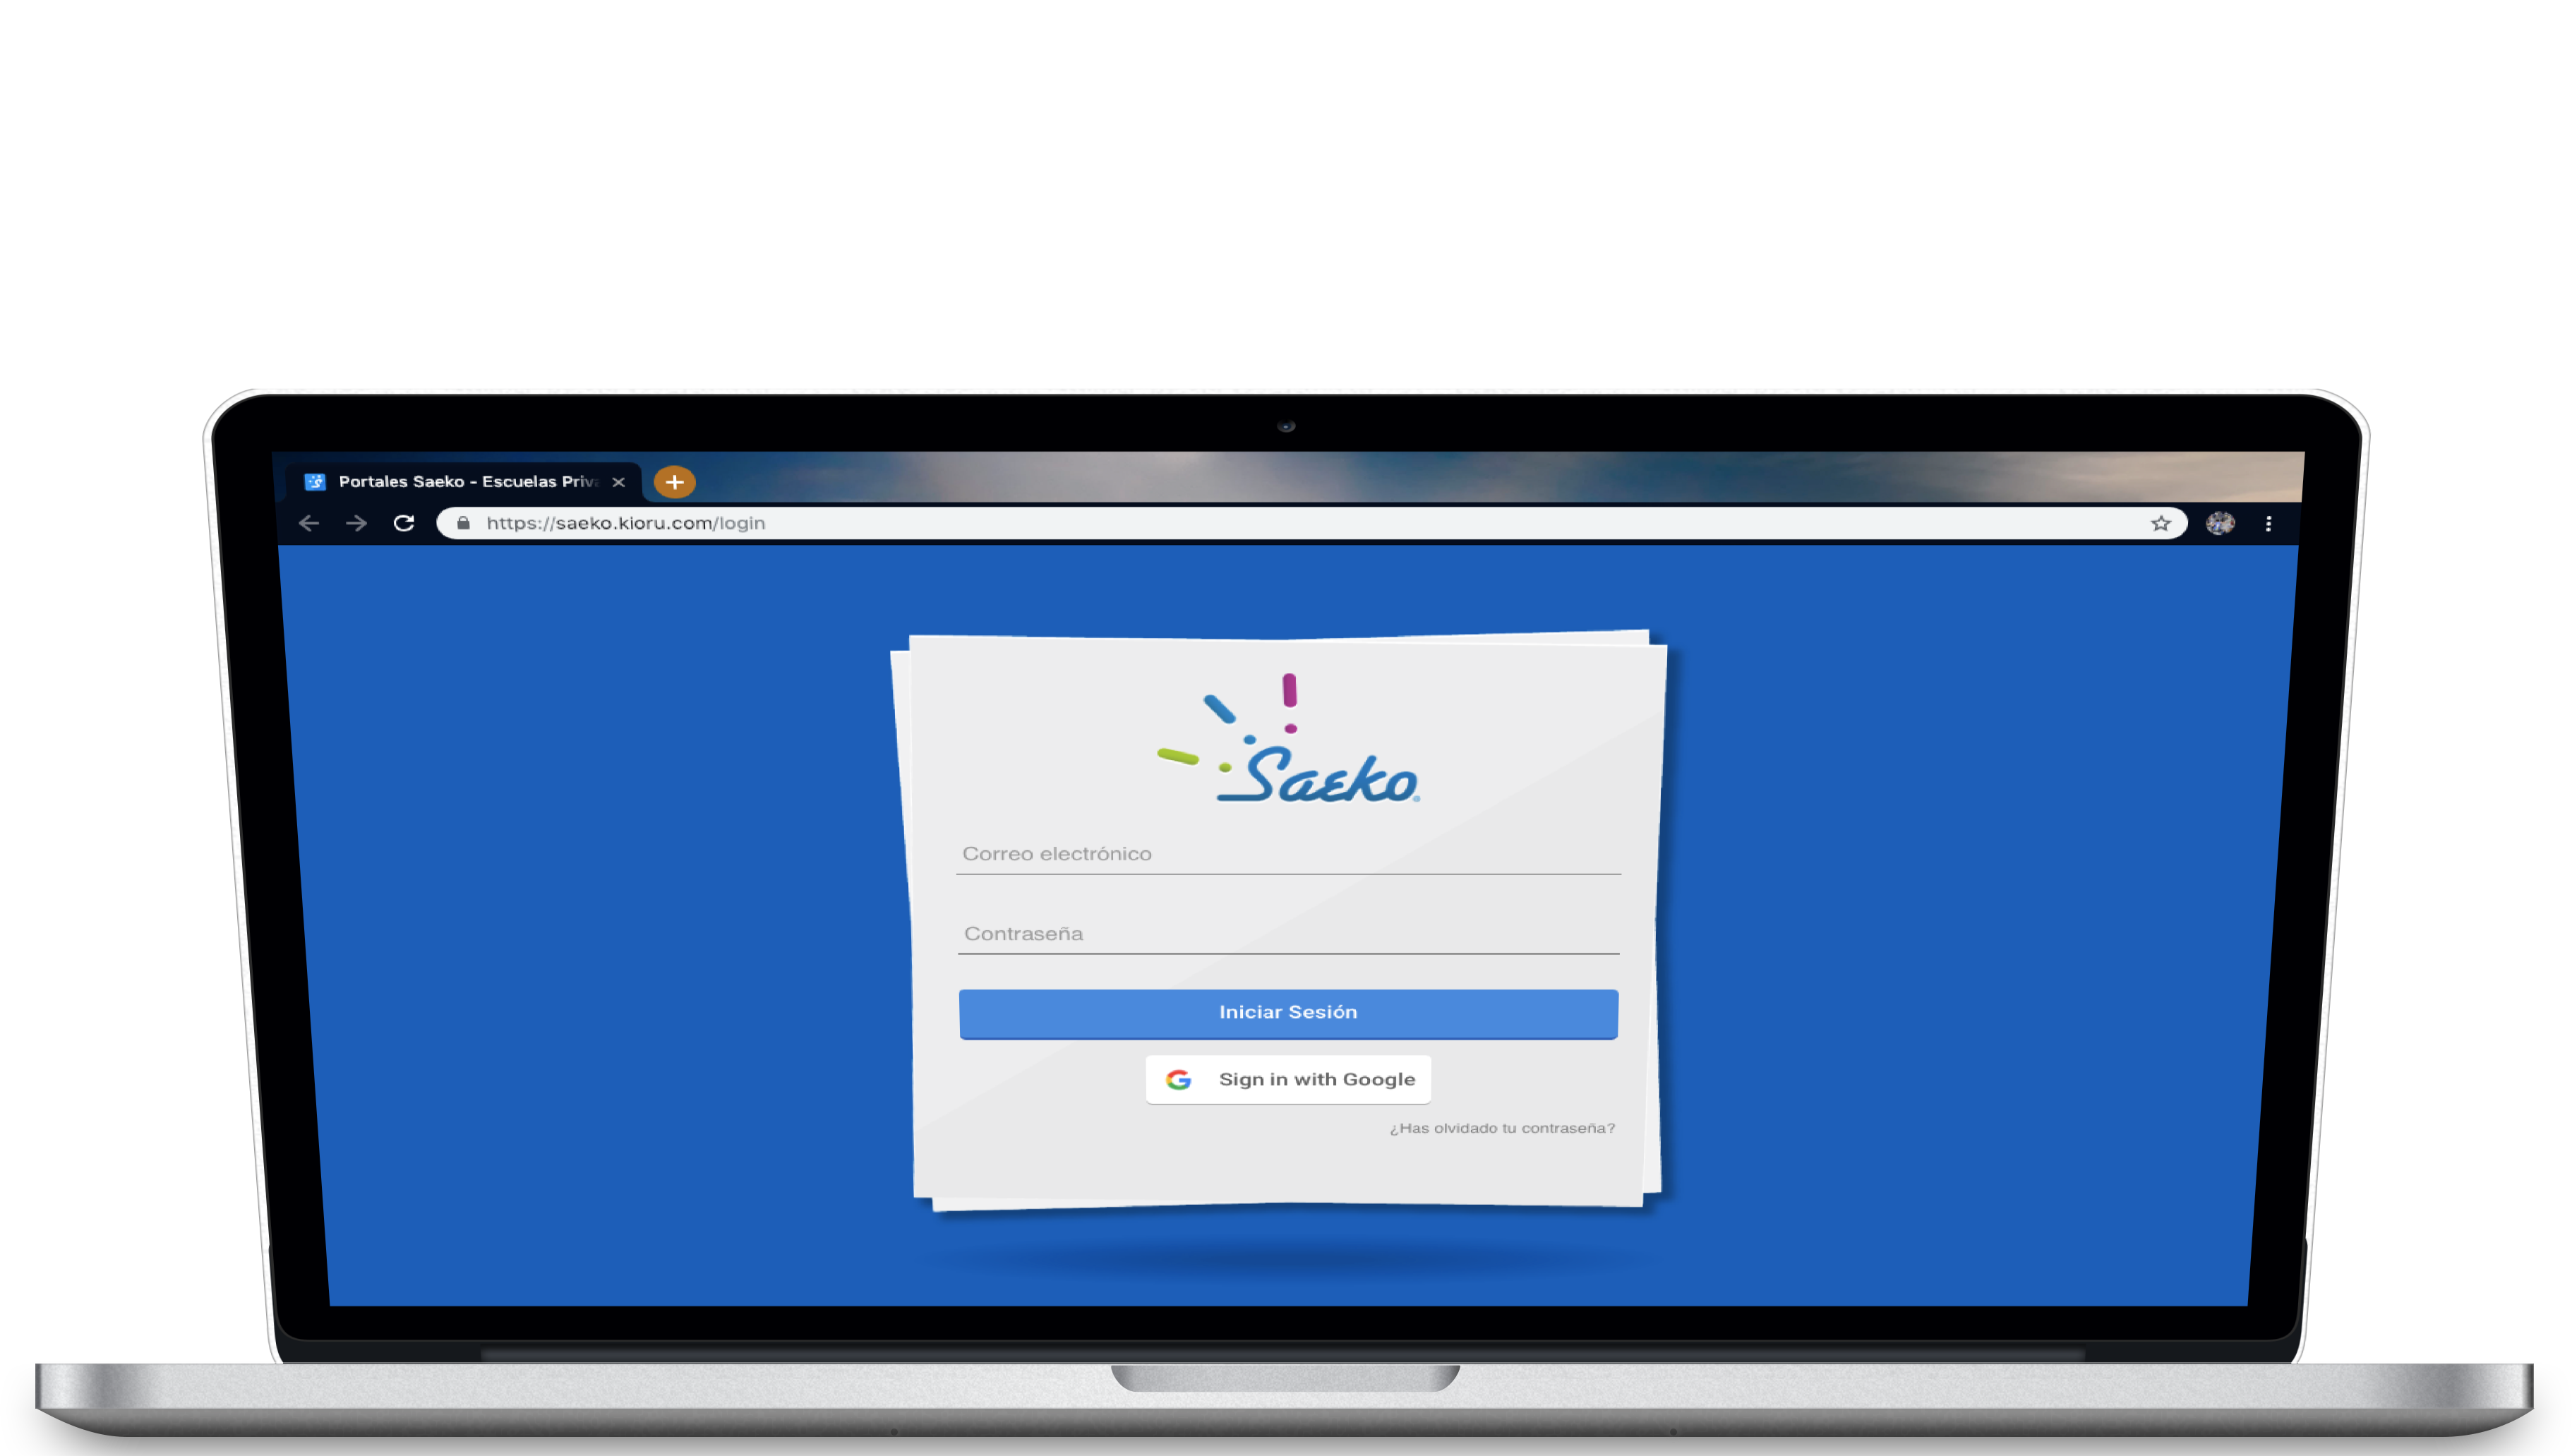 Portales Saeko - Escuelas Priv
https://saeko.kioru.com/login
Saeko
Correo electrónico
Contraseña
Iniciar Sesión
Sign in with Google
¿Has olvidado tu contraseña?